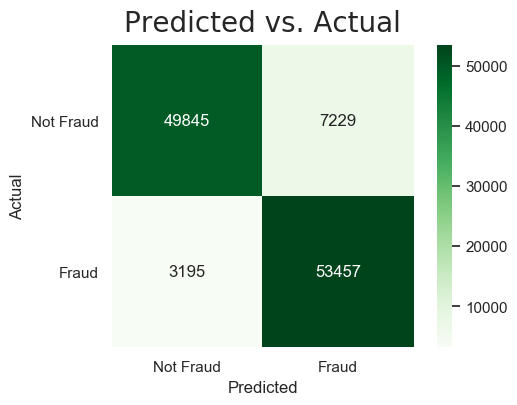 Predicted vs. Actual
Not Fraud
Fraud
Actual
49845
7229
3195
53457
Not Fraud
Fraud
Predicted
50000
40000
30000
20000
10000